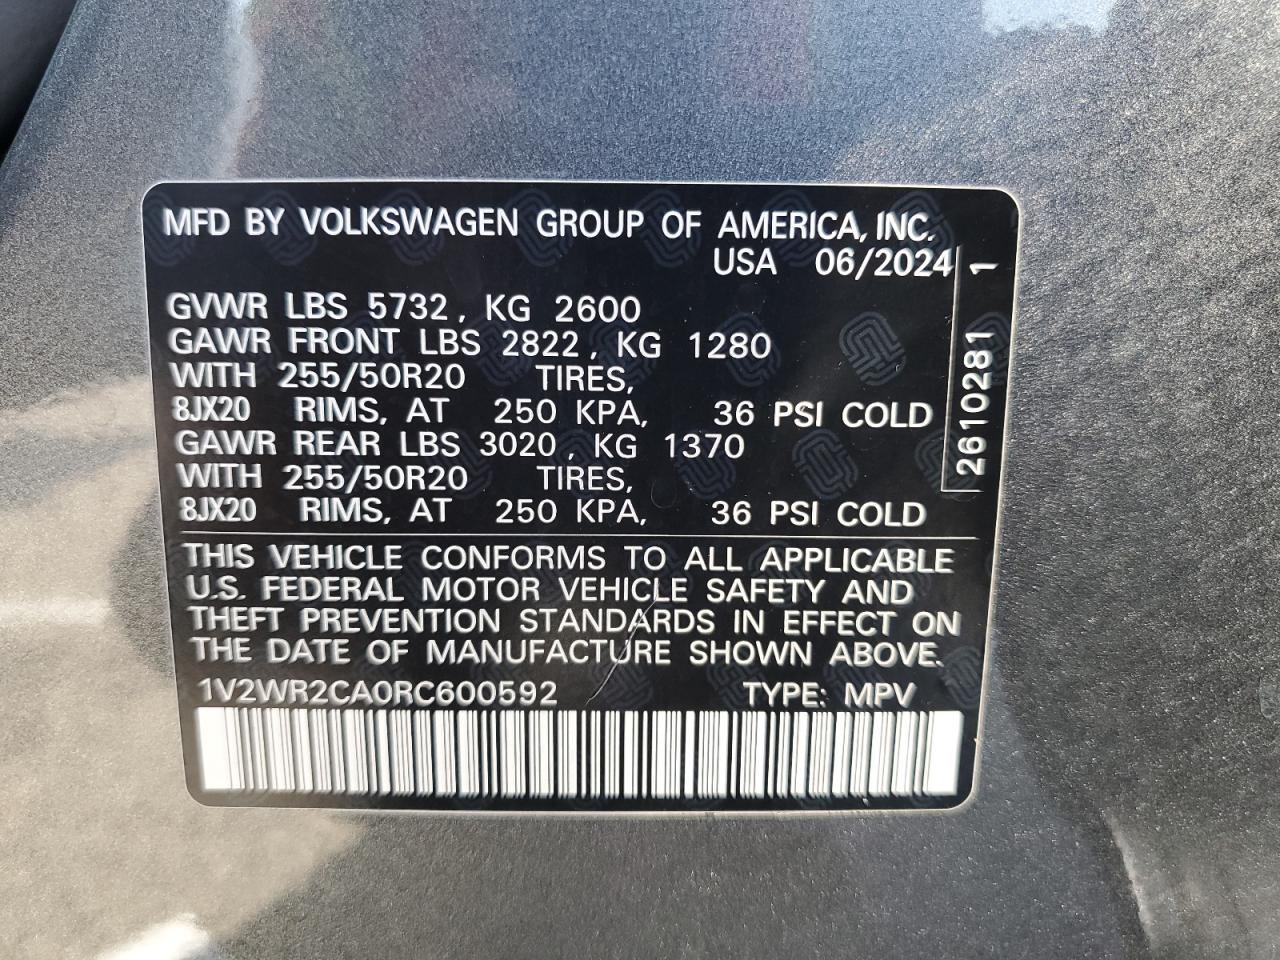 MFD BY VOLKSWAGEN GROUP OF AMERICA, INC.
USA 06/2024
GVWR LBS 5732, KG 2600
GAWR FRONT LBS 2822, KG 1280
WITH 255/50R20 TIRES,
8JX20 RIMS, AT 250 KPA, 36 PSI COLD
GAWR REAR LBS 3020, KG 1370
WITH 255/50R20 TIRES,
8JX20 RIMS, AT 250 KPA, 36 PSI COLD
2610281 1
THIS VEHICLE CONFORMS TO ALL APPLICABLE
U.S. FEDERAL MOTOR VEHICLE SAFETY AND
THEFT PREVENTION STANDARDS IN EFFECT ON
THE DATE OF MANUFACTURE SHOWN ABOVE.
1V2WR2CA0RC600592 TYPE: MPV